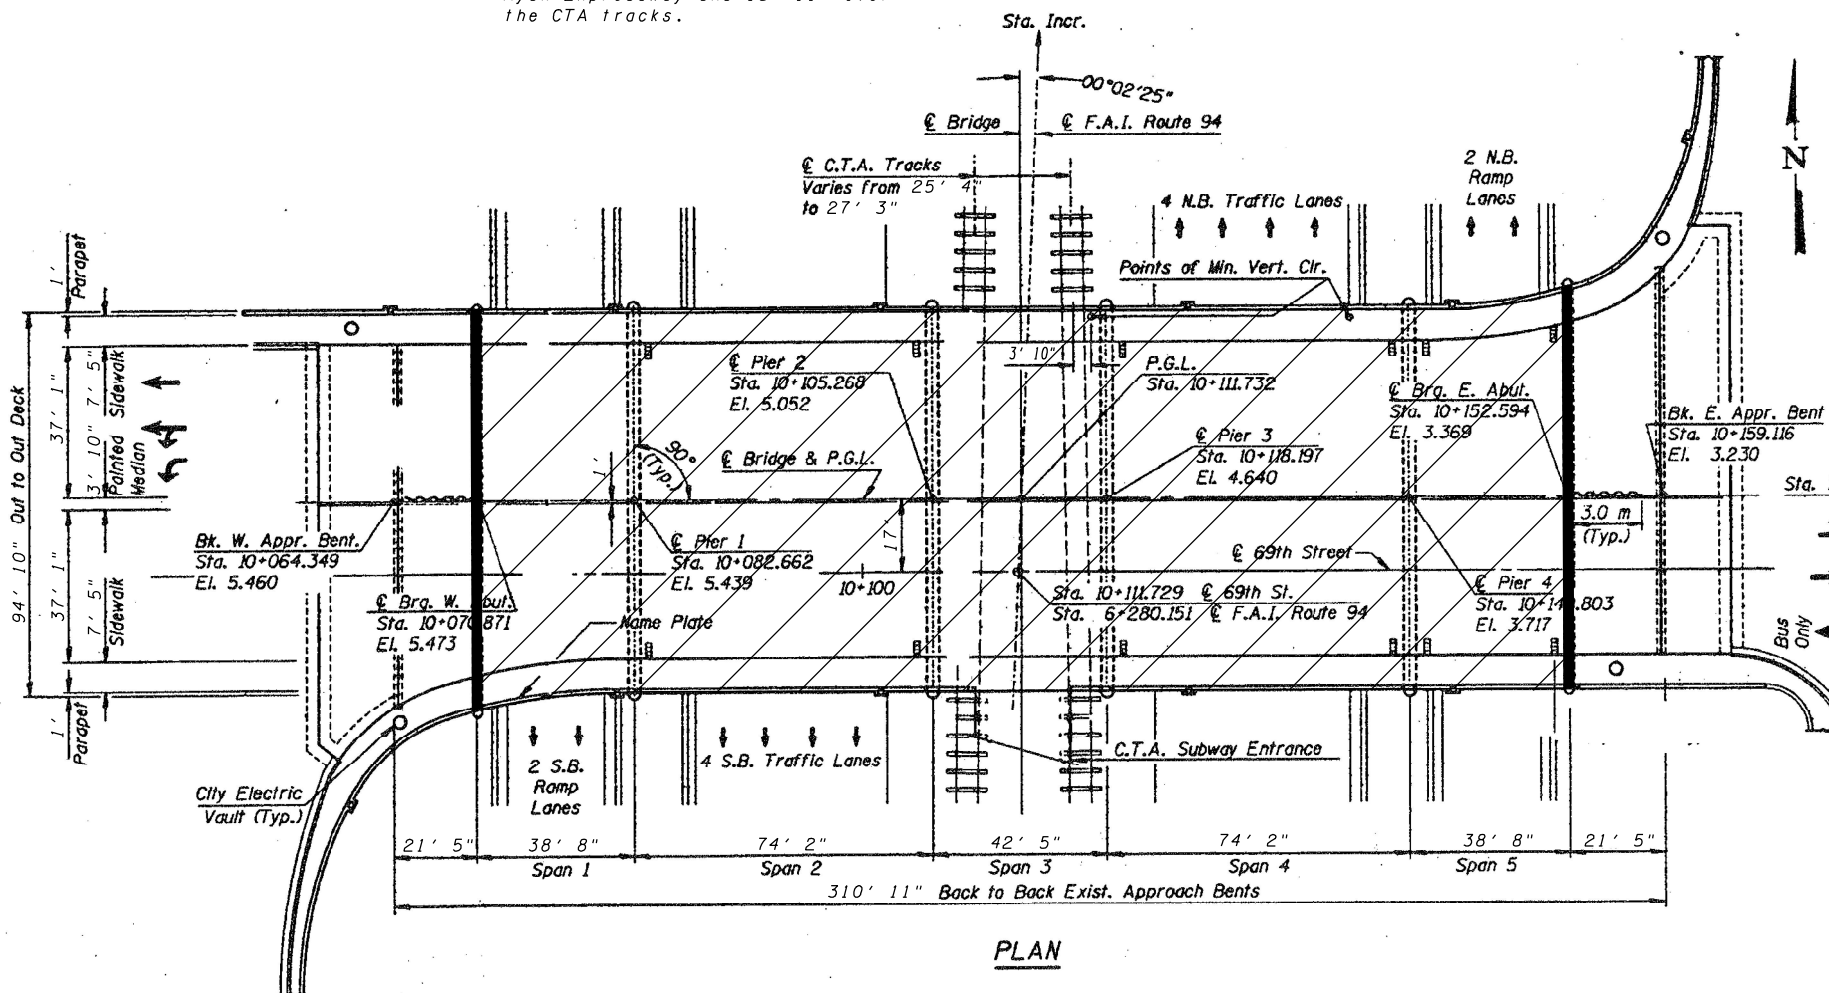 the CTA tracks.
Sta. Incr.
00°02'25"
℄ Bridge
℄ F.A.I. Route 94
℄ C.T.A. Tracks
Varies from 25' 4"
to 27' 3"
4 N.B. Traffic Lanes
2 N.B.
Ramp
Lanes
N
Points of Min. Vert. Clr.
1'
Parapet
94' 10" Out to Out Deck
37' 1"
7' 5"
Sidewalk
3' 10"
Painted
Median
37' 1"
7' 5"
Sidewalk
1'
Parapet
℄ Pier 2
Sta. 10+105.268
El. 5.052
3' 10"
P.G.L.
Sta. 10+111.732
℄ Brg. E. Abut.
Sta. 10+152.594
El. 3.369
Bk. E. Appr. Bent
Sta. 10+159.116
El. 3.230
90°
(Typ.)
1'
℄ Bridge & P.G.L.
℄ Pier 3
Sta. 10+118.197
El. 4.640
Sta.
3.0 m
(Typ.)
17'
Bk. W. Appr. Bent.
Sta. 10+064.349
El. 5.460
℄ Pier 1
Sta. 10+082.662
El. 5.439
10+100
℄ 69th Street
℄ Brg. W. but.
Sta. 10+07 871
El. 5.473
Name Plate
Sta. 10+111.729 ℄ 69th St.
Sta. 6+280.151 ℄ F.A.I. Route 94
℄ Pier 4
Sta. 10+14 .803
El. 3.717
Bus
Only
2 S.B.
Ramp
Lanes
4 S.B. Traffic Lanes
C.T.A. Subway Entrance
City Electric
Vault (Typ.)
21' 5"
38' 8"
74' 2"
42' 5"
74' 2"
38' 8"
21' 5"
Span 1
Span 2
Span 3
Span 4
Span 5
310' 11" Back to Back Exist. Approach Bents
PLAN